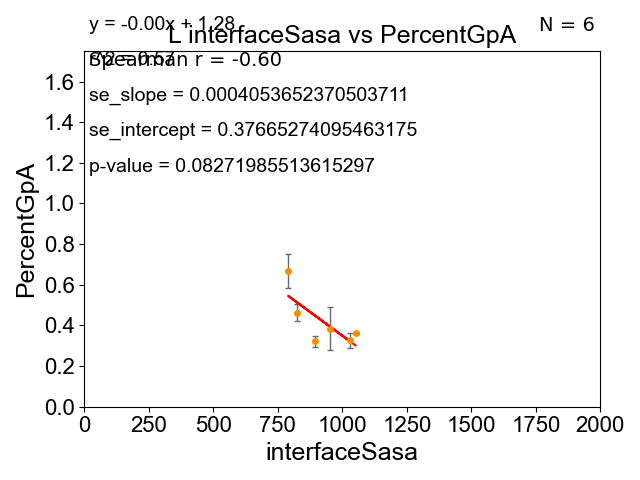 y = -0.00x + 1.28
N = 6
L interfaceSasa vs PercentGpA
R^2 = 0.57
Spearman r = -0.60
se_slope = 0.0004053652370503711
se_intercept = 0.37665274095463175
p-value = 0.08271985513615297
PercentGpA
1.6
1.4
1.2
1.0
0.8
0.6
0.4
0.2
0.0
0 250 500 750 1000 1250 1500 1750 2000
interfaceSasa